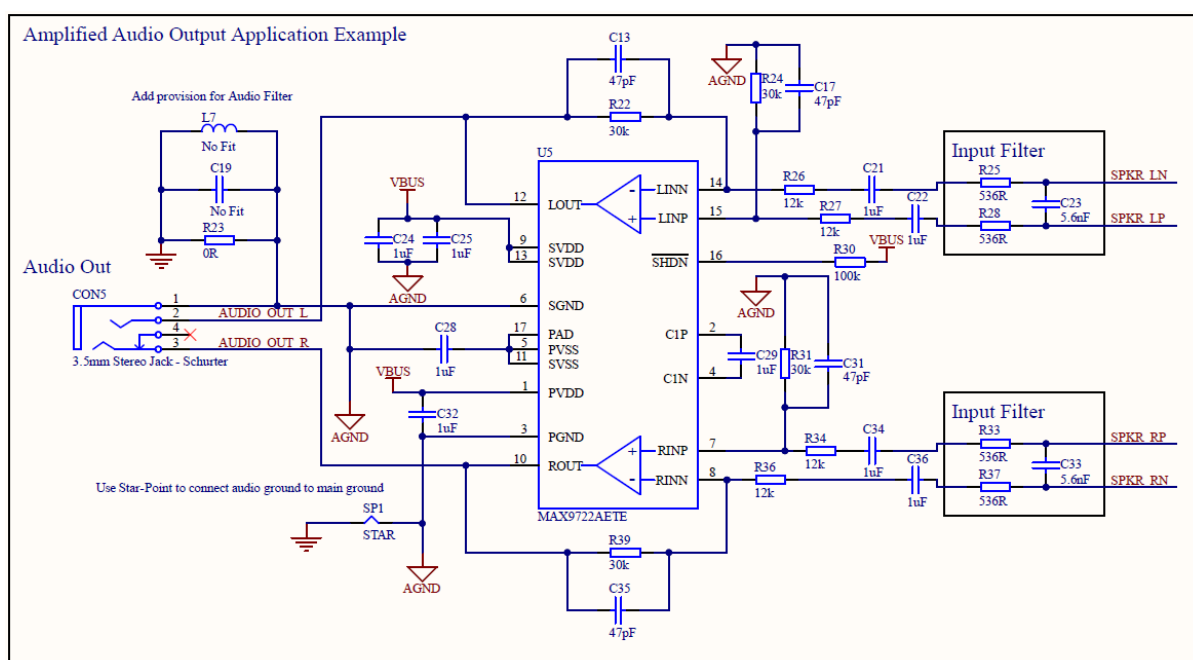 Amplified Audio Output Application Example
C13
47pF
R22
30k
AGND
R24
30k
C17
47pF
Add provision for Audio Filter
L7
No Fit
C19
No Fit
R23
0R
Audio Out
CON5
1
2
4
3
AUDIO_OUT_L
AUDIO_OUT_R
3.5mm Stereo Jack - Schurter
VBUS
C24
1uF
C25
1uF
AGND
C28
1uF
VBUS
C32
1uF
AGND
Use Star-Point to connect audio ground to main ground
SP1
STAR
AGND
U5
12 LOUT
9 SVDD
13 SVDD
6 SGND
17 PAD
5 PVSS
11 SVSS
1 PVDD
3 PGND
10 ROUT
LINN 14
LINP 15
SHDN 16
C1P 2
C1N 4
RINP 7
RINN 8
-
+
+
-
MAX9722AETE
R26
12k
C21
1uF
R27
12k
C22
1uF
R30
100k
VBUS
Input Filter
R25
536R
R28
536R
C23
5.6nF
SPKR_LN
SPKR_LP
AGND
C29
1uF
R31
30k
C31
47pF
R34
12k
C34
1uF
R36
12k
C36
1uF
Input Filter
R33
536R
R37
536R
C33
5.6nF
SPKR_RP
SPKR_RN
R39
30k
C35
47pF